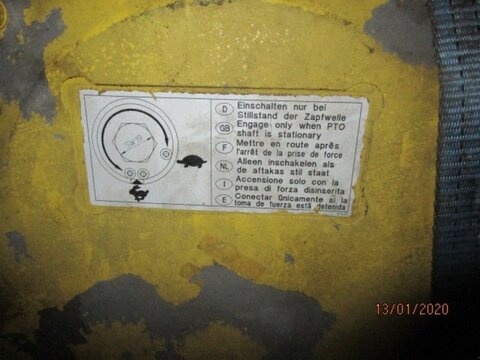 SW 19
D Einschalten nur bei
Stillstand der Zapfwelle
GB Engage only when PTO
shaft is stationary
F Mettre en route après
l'arrêt de la prise de force
NL Alleen inschakelen als
de aftakas stil staat
I Accensione solo con la
presa di forza disinserita
E Conectar únicamente si la
toma de fuerza está detenida
13/01/2020